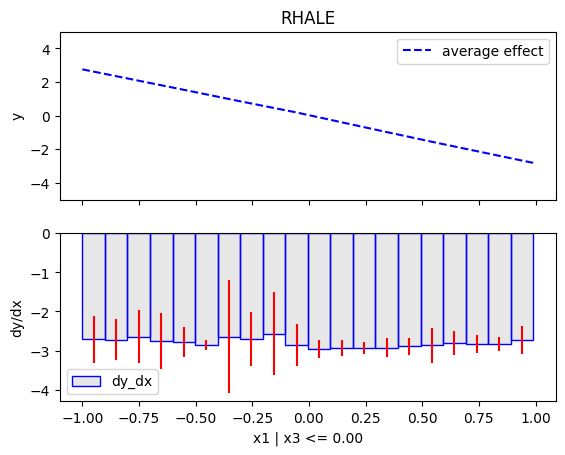 RHALE
average effect
4
2
0
−2
−4
y
0
−1
−2
−3
−4
dy/dx
dy_dx
−1.00 −0.75 −0.50 −0.25 0.00 0.25 0.50 0.75 1.00
x1 | x3 <= 0.00